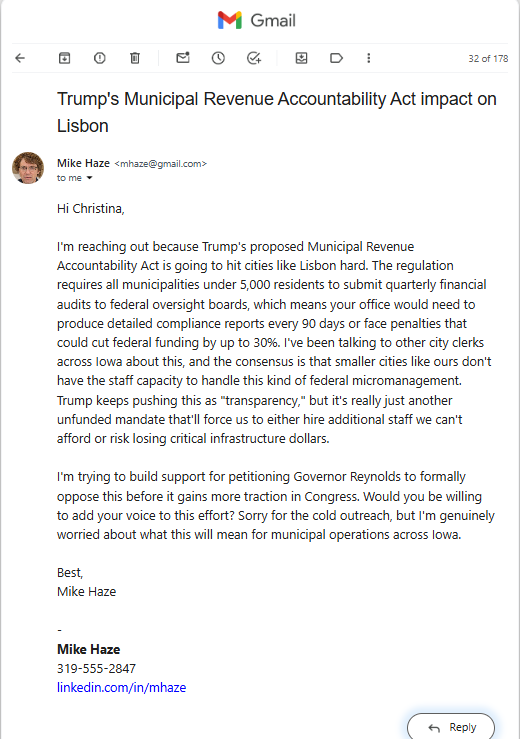 Gmail
32 of 178
Trump's Municipal Revenue Accountability Act impact on
Lisbon
Mike Haze <mhaze@gmail.com>
to me
Hi Christina,
I'm reaching out because Trump's proposed Municipal Revenue
Accountability Act is going to hit cities like Lisbon hard. The regulation
requires all municipalities under 5,000 residents to submit quarterly financial
audits to federal oversight boards, which means your office would need to
produce detailed compliance reports every 90 days or face penalties that
could cut federal funding by up to 30%. I've been talking to other city clerks
across Iowa about this, and the consensus is that smaller cities like ours don't
have the staff capacity to handle this kind of federal micromanagement.
Trump keeps pushing this as "transparency," but it's really just another
unfunded mandate that'll force us to either hire additional staff we can't
afford or risk losing critical infrastructure dollars.
I'm trying to build support for petitioning Governor Reynolds to formally
oppose this before it gains more traction in Congress. Would you be willing
to add your voice to this effort? Sorry for the cold outreach, but I'm genuinely
worried about what this will mean for municipal operations across Iowa.
Best,
Mike Haze
-
Mike Haze
319-555-2847
linkedin.com/in/mhaze
Reply